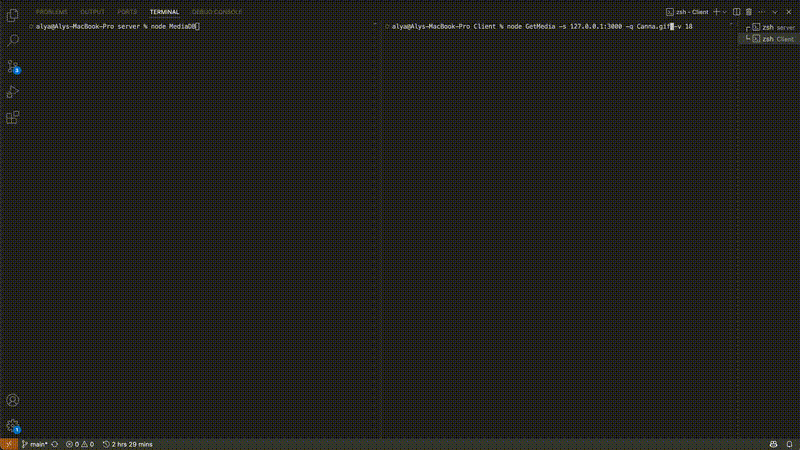 PROBLEMS OUTPUT PORTS TERMINAL DEBUG CONSOLE zsh - Client
alya@Alys-MacBook-Pro server % node MediaDB
alya@Alys-MacBook-Pro Client % node GetMedia -s 127.0.0.1:3000 -q Canna.gif -v 18
zsh server
zsh Client
3
1
main* 0 0 2 hrs 29 mins